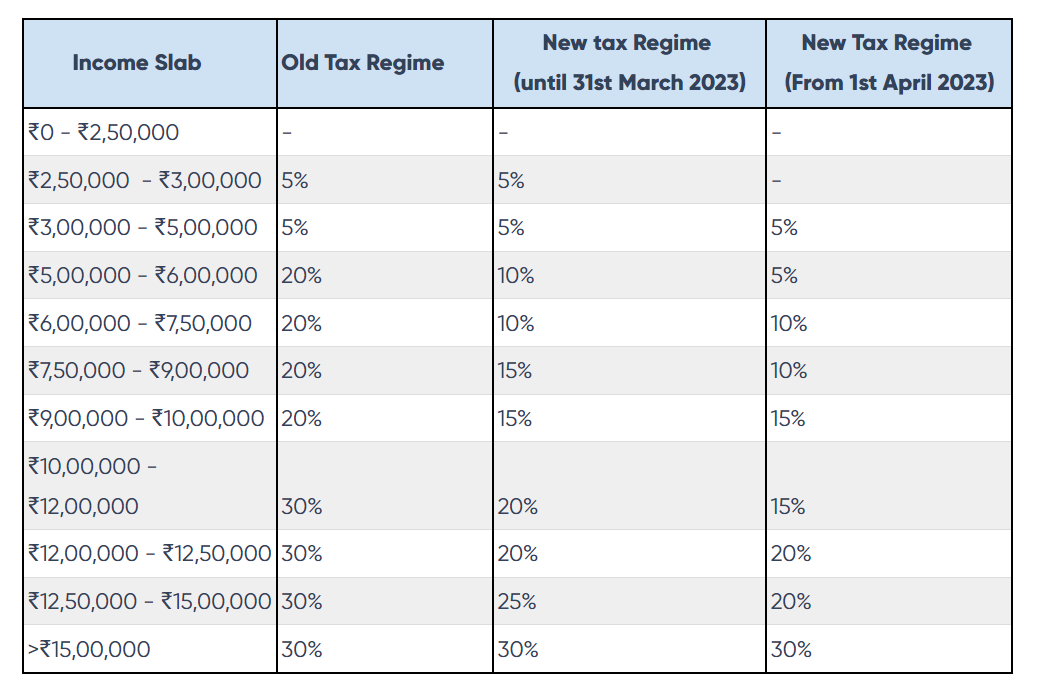 Income Slab
Old Tax Regime
New tax Regime
(until 31st March 2023)
New Tax Regime
(From 1st April 2023)
₹0 - ₹2,50,000 - - -
₹2,50,000 - ₹3,00,000 5% 5% -
₹3,00,000 - ₹5,00,000 5% 5% 5%
₹5,00,000 - ₹6,00,000 20% 10% 5%
₹6,00,000 - ₹7,50,000 20% 10% 10%
₹7,50,000 - ₹9,00,000 20% 15% 10%
₹9,00,000 - ₹10,00,000 20% 15% 15%
₹10,00,000 -
₹12,00,000 30% 20% 15%
₹12,00,000 - ₹12,50,000 30% 20% 20%
₹12,50,000 - ₹15,00,000 30% 25% 20%
>₹15,00,000 30% 30% 30%